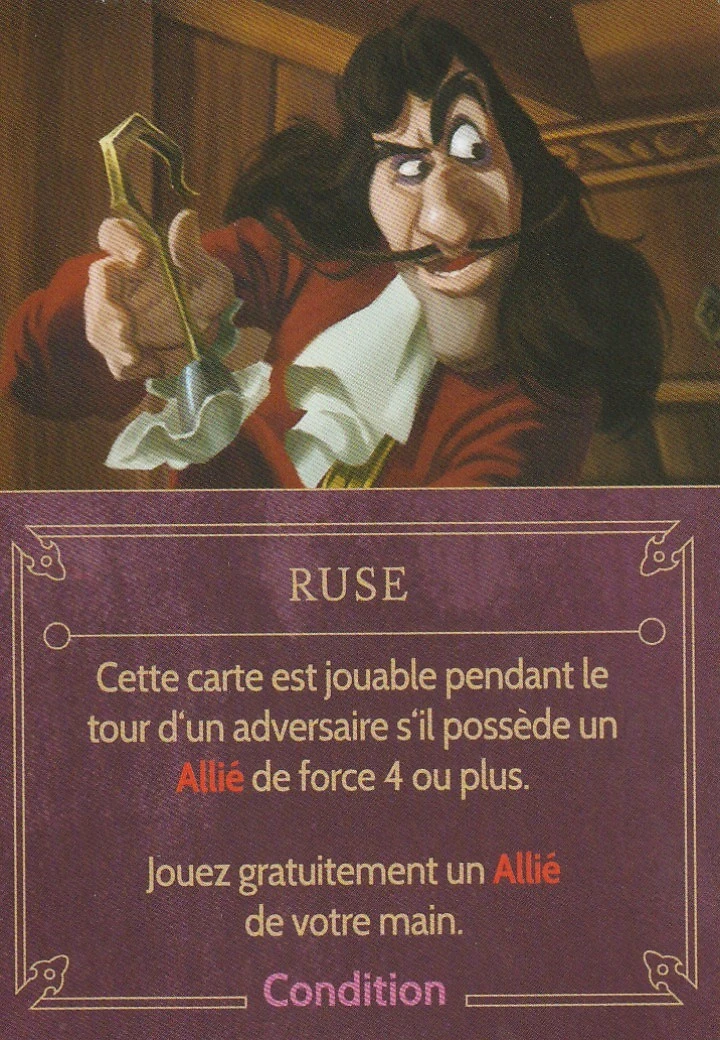 RUSE
Cette carte est jouable pendant le
tour d‘un adversaire s‘il possède un
Allié de force 4 ou plus.
Jouez gratuitement un Allié
de votre main.
Condition